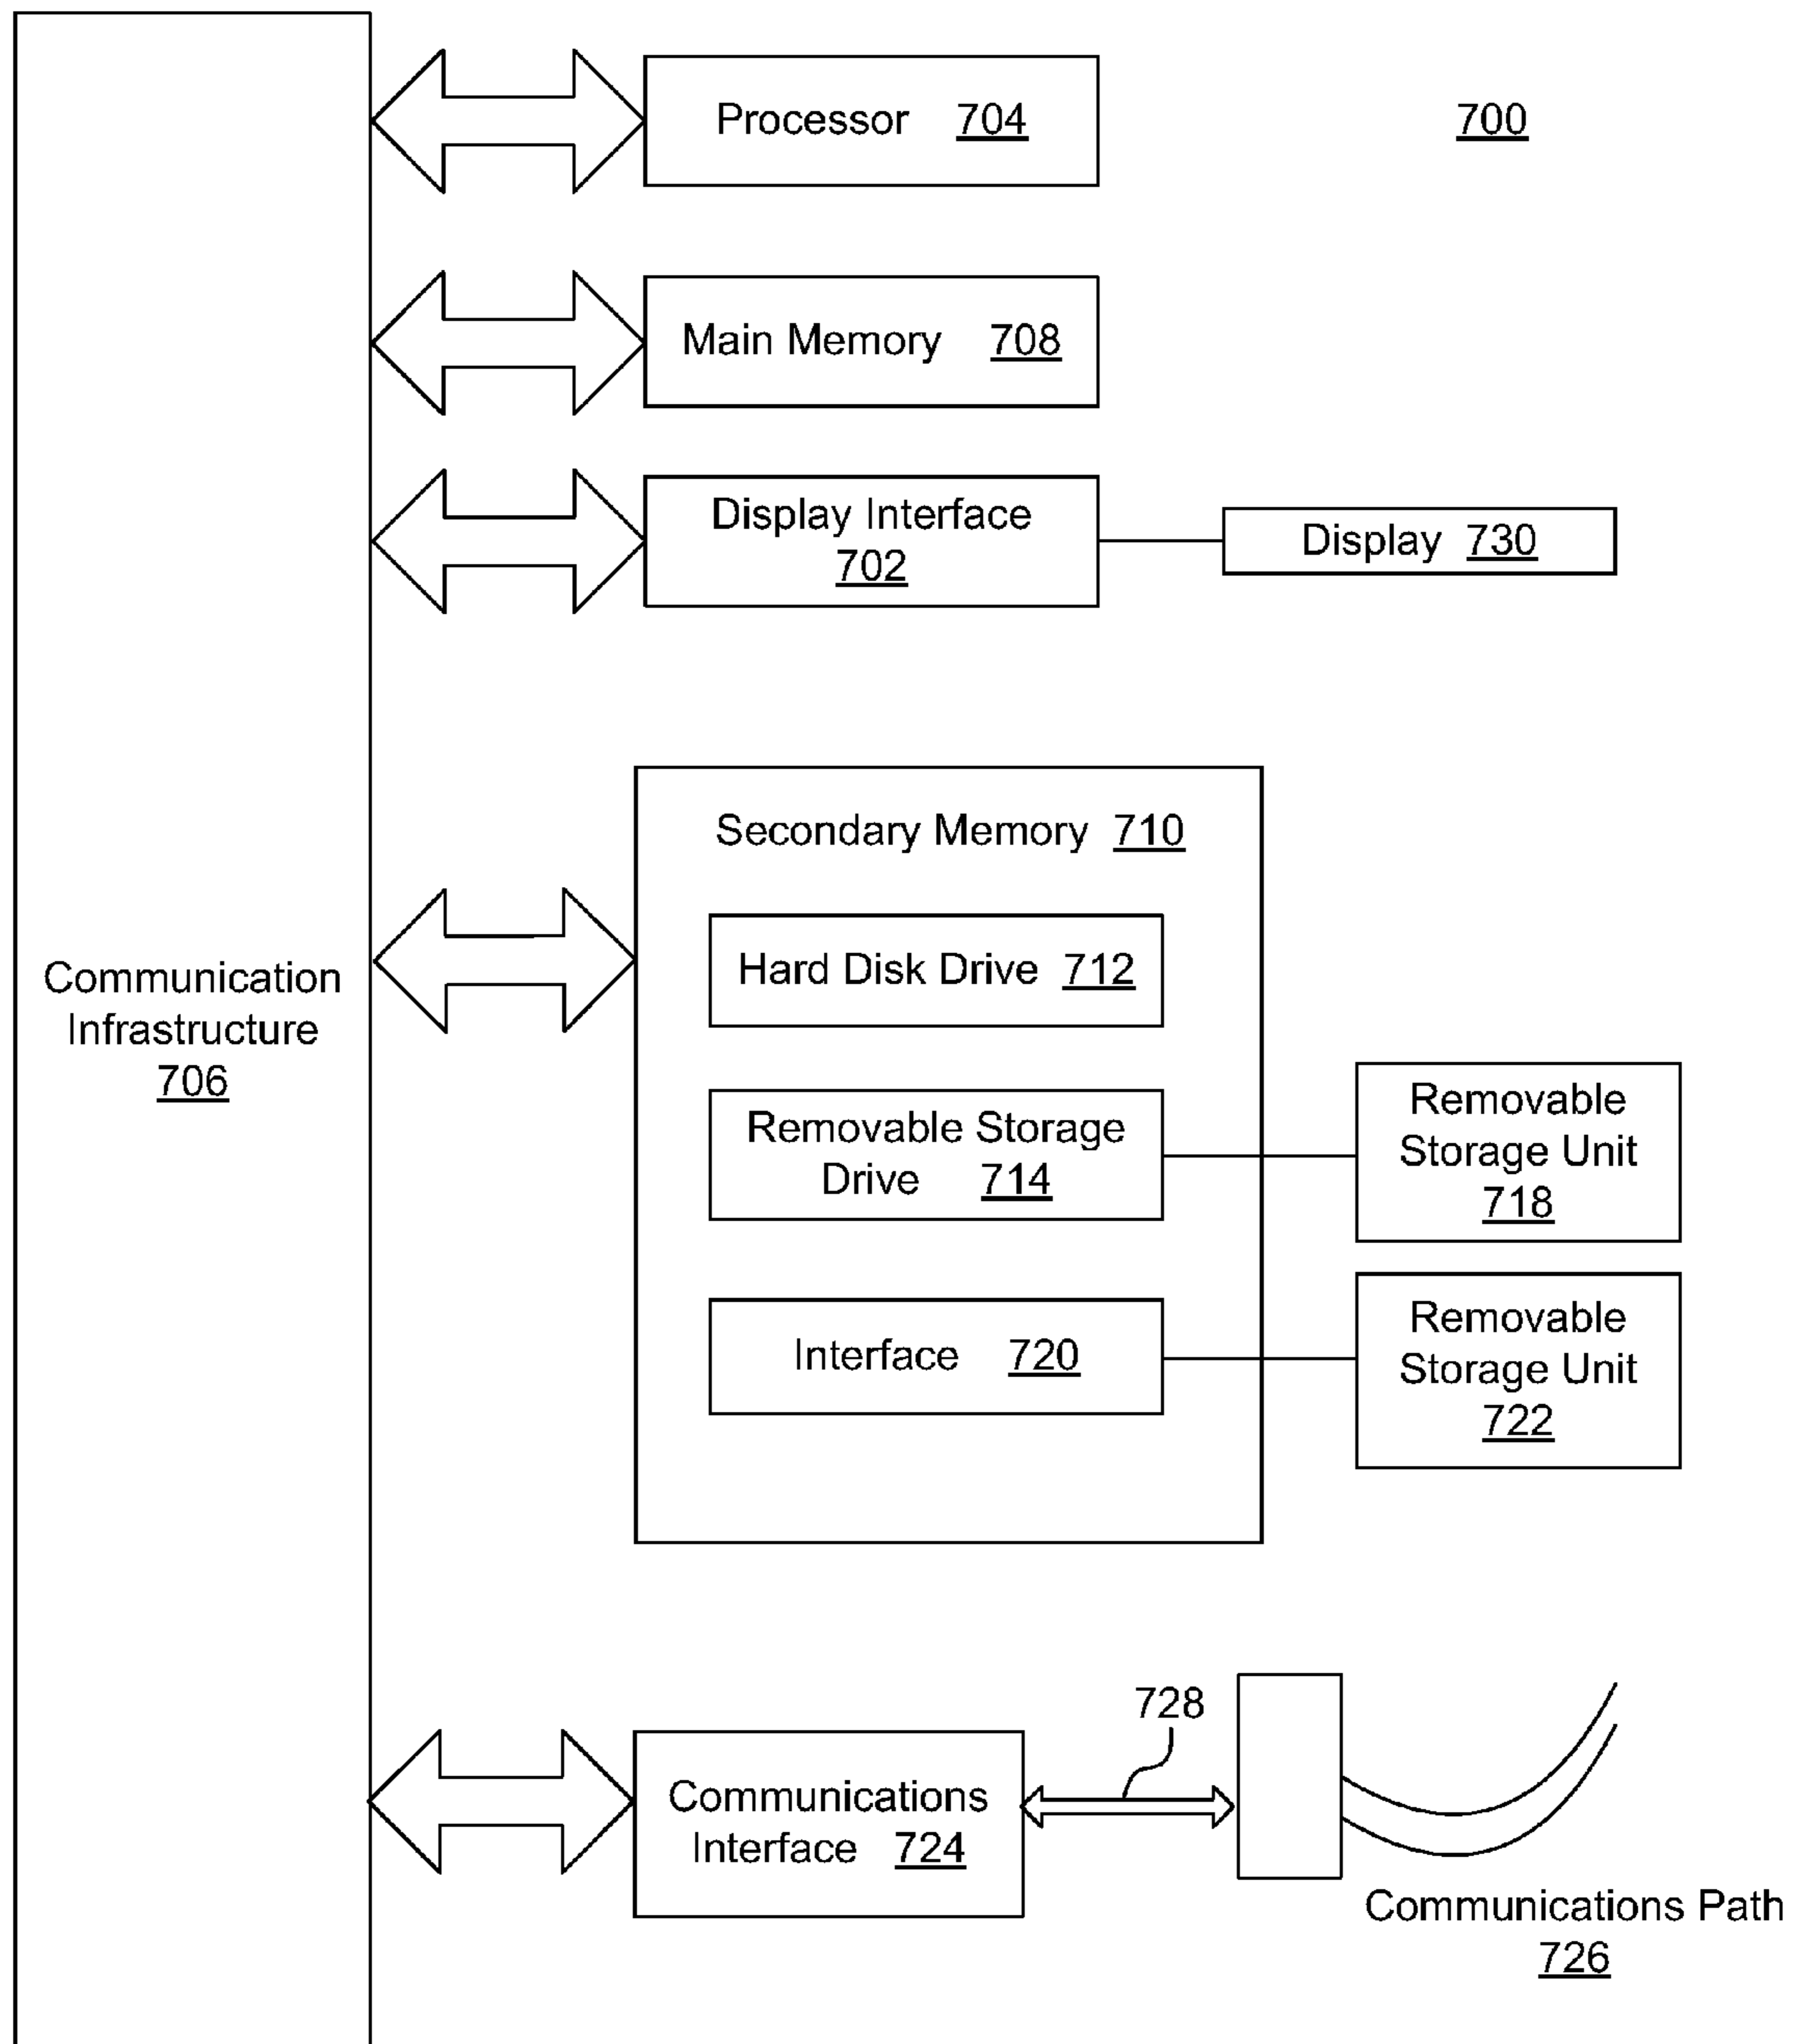 Processor 704
700
Main Memory 708
Display Interface
702
Display 730
Secondary Memory 710
Hard Disk Drive 712
Communication
Infrastructure
706
Removable Storage
Drive 714
Removable
Storage Unit
718
Interface 720
Removable
Storage Unit
722
728
Communications
Interface 724
Communications Path
726